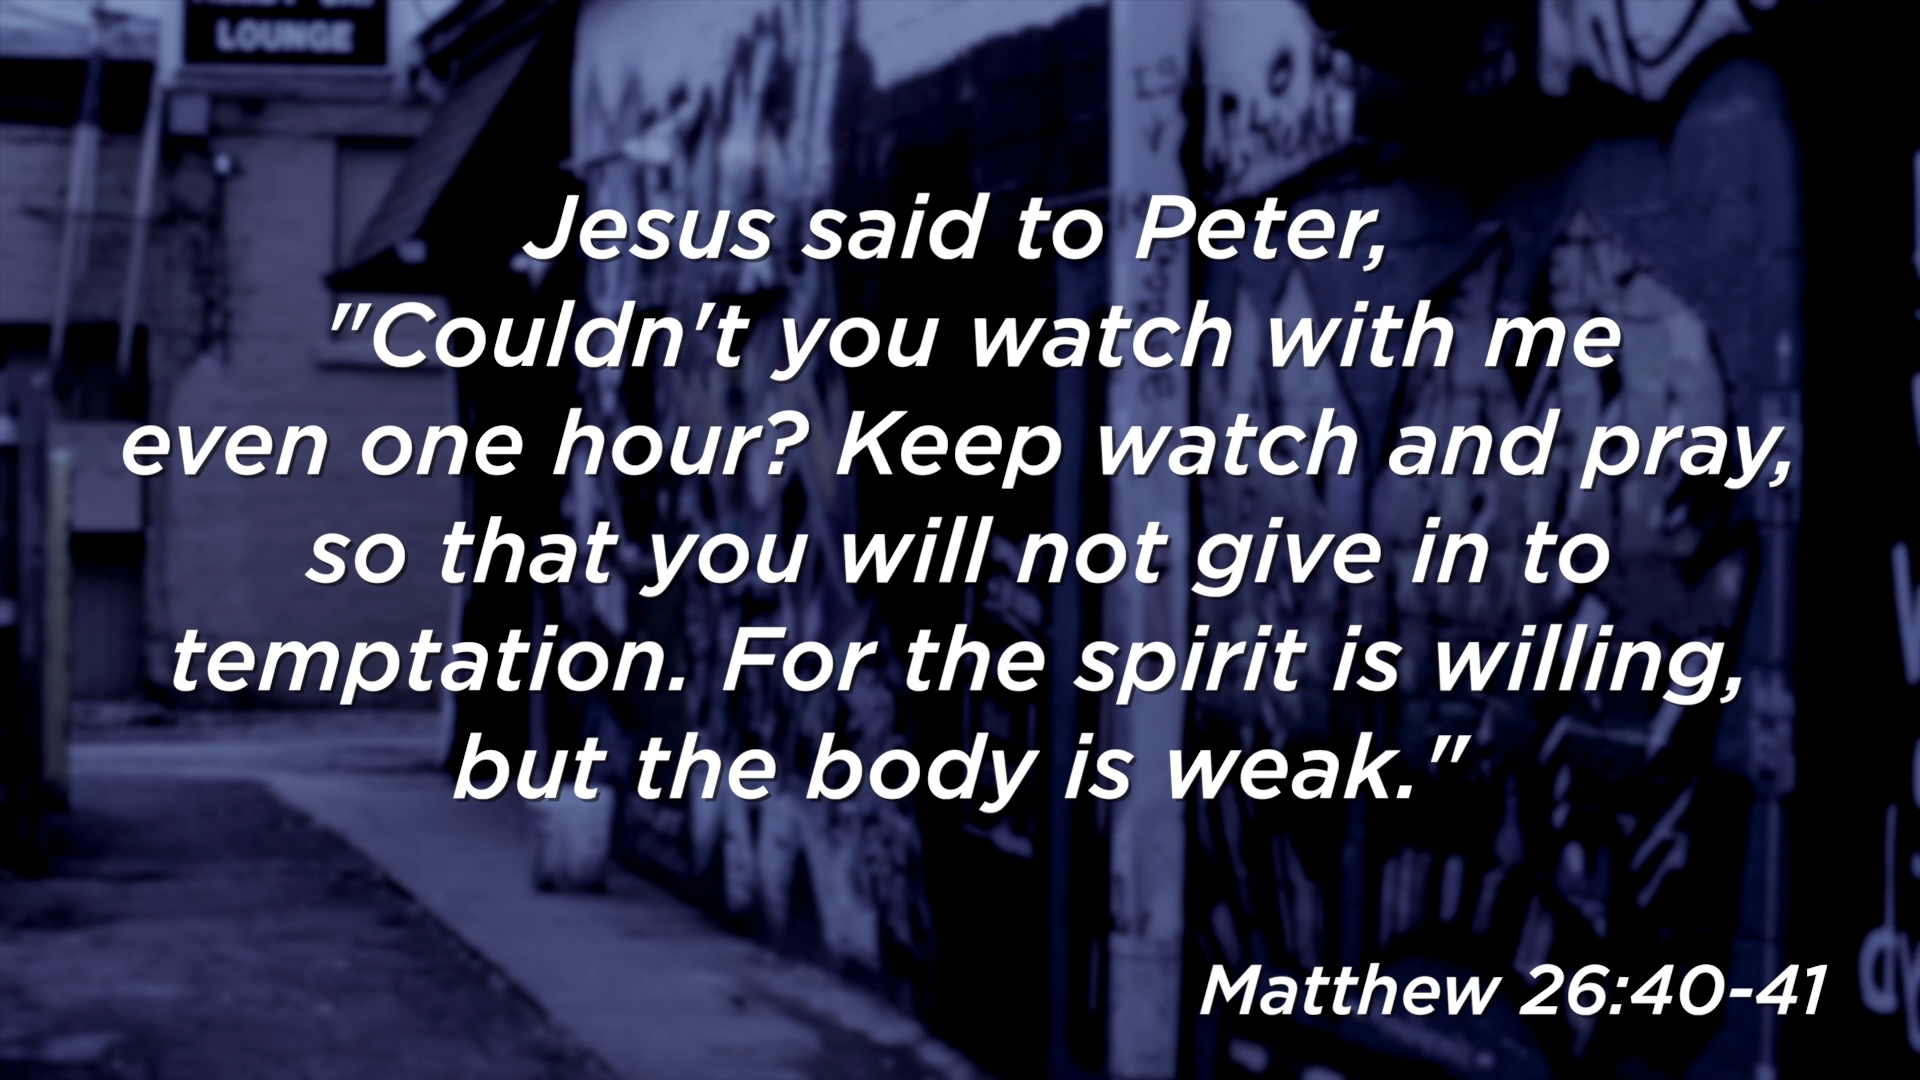 LOUNGE
Jesus said to Peter,
"Couldn't you watch with me
even one hour? Keep watch and pray,
so that you will not give in to
temptation. For the spirit is willing,
but the body is weak."
Matthew 26:40-41